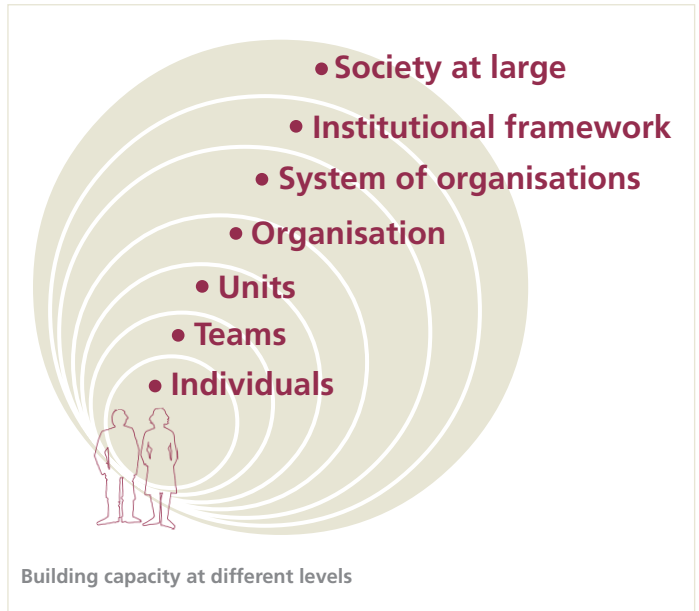 • Society at large
• Institutional framework
• System of organisations
• Organisation
• Units
• Teams
• Individuals
Building capacity at different levels